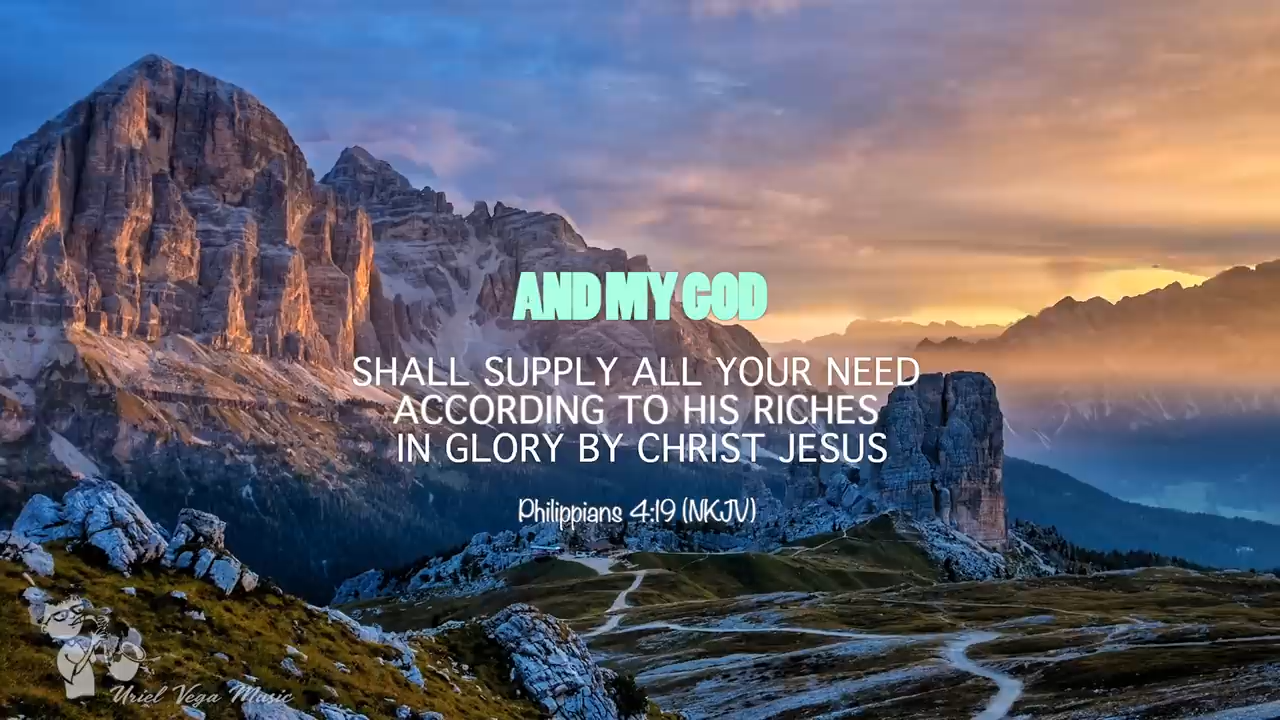 AND MY GOD
SHALL SUPPLY ALL YOUR NEED
ACCORDING TO HIS RICHES
IN GLORY BY CHRIST JESUS
Philippians 4:19 (NKJV)
Uriel Vega Music